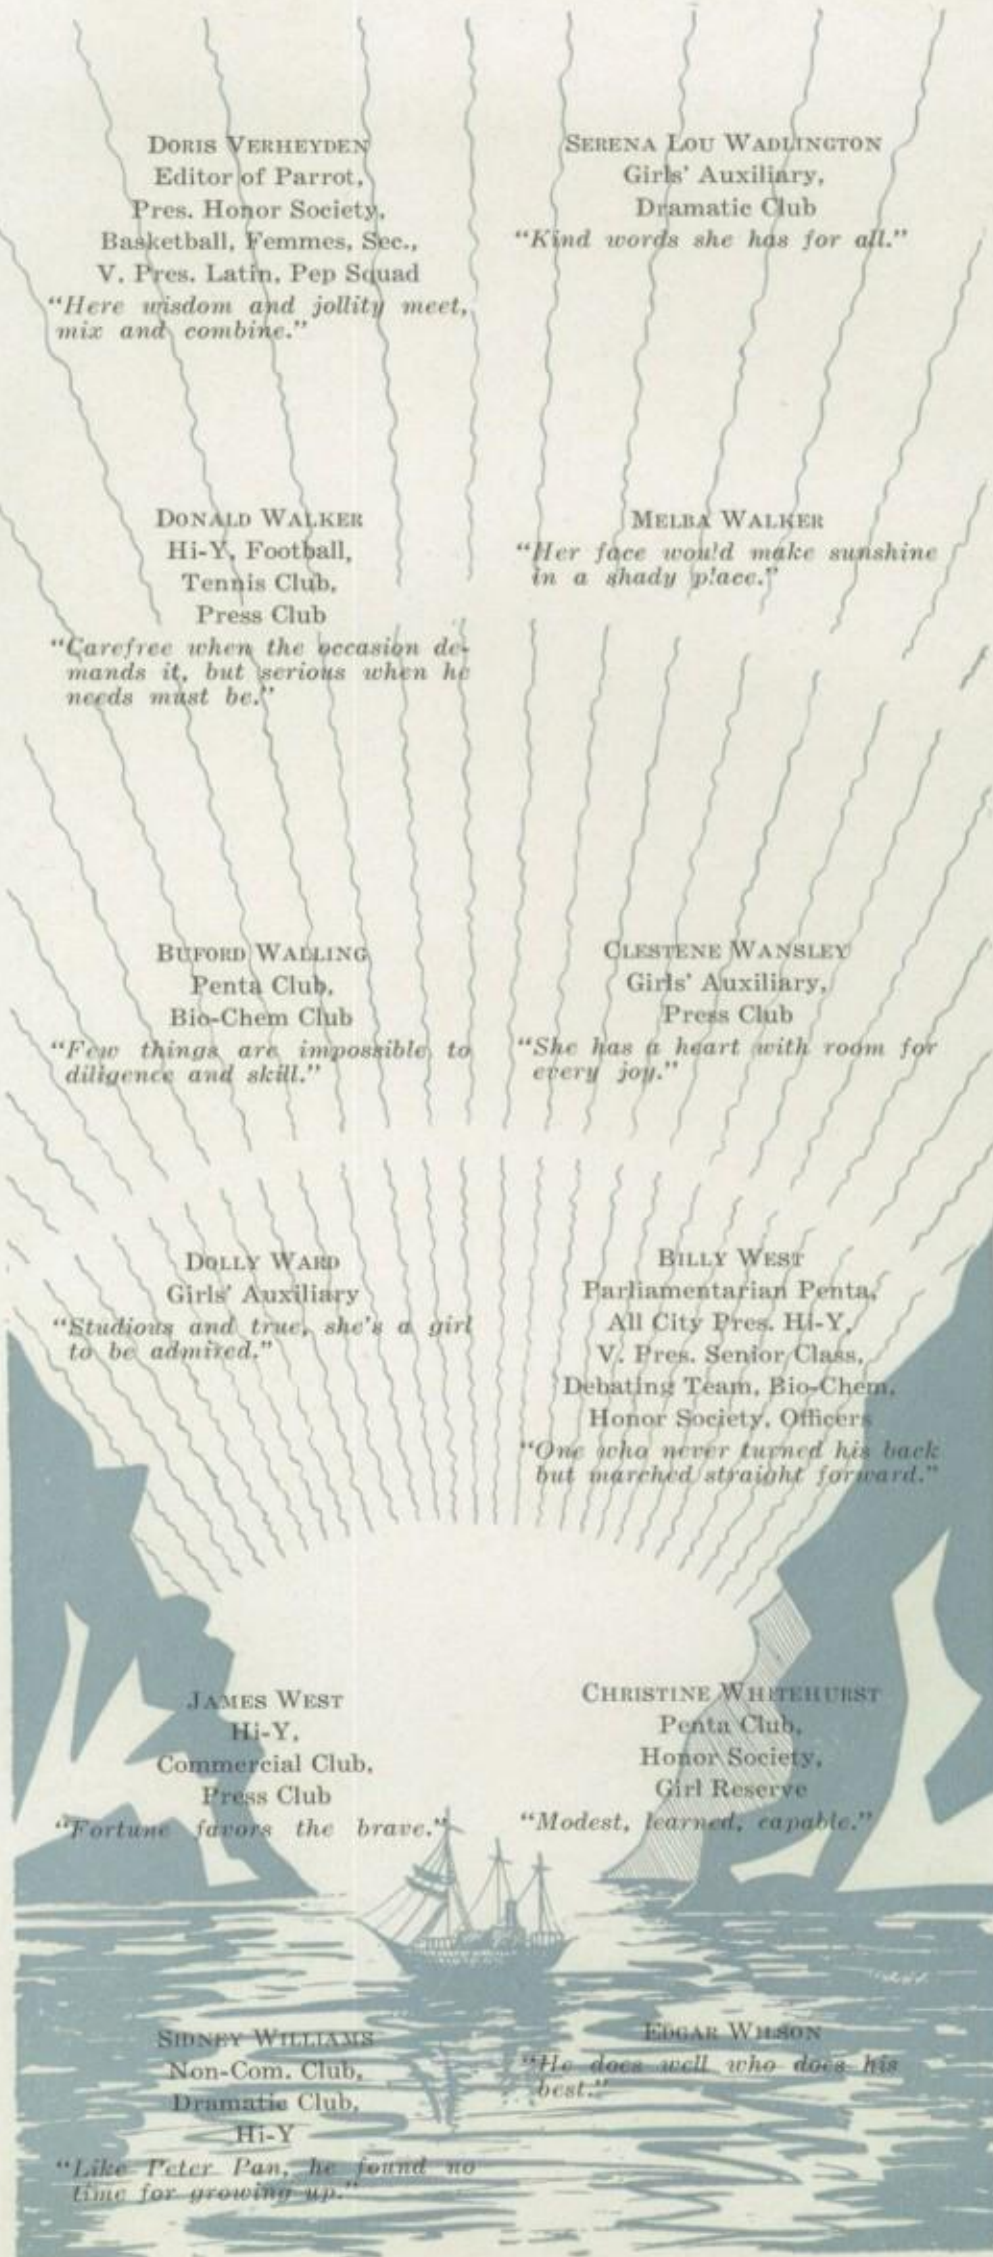 DORIS VERHEYDEN
Editor of Parrot,
Pres. Honor Society,
Basketball, Femmes, Sec.,
V. Pres. Latin, Pep Squad
"Here wisdom and jollity meet,
mix and combine."
SERENA LOU WADLINGTON
Girls' Auxiliary,
Dramatic Club
"Kind words she has for all."
DONALD WALKER
Hi-Y, Football,
Tennis Club,
Press Club
"Carefree when the occasion de-
mands it, but serious when he
needs must be."
MELBA WALKER
"Her face would make sunshine
in a shady place."
BUFORD WALLING
Penta Club,
Bio-Chem Club
"Few things are impossible to
diligence and skill."
CLESTENE WANSLEY
Girls' Auxiliary,
Press Club
"She has a heart with room for
every joy."
DOLLY WARD
Girls' Auxiliary
"Studious and true, she's a girl
to be admired."
BILLY WEST
Parliamentarian Penta,
All City Pres. Hi-Y,
V. Pres. Senior Class,
Debating Team, Bio-Chem,
Honor Society, Officers
"One who never turned his back
but marched straight forward."
JAMES WEST
Hi-Y,
Commercial Club,
Press Club
"Fortune favors the brave."
CHRISTINE WHITEHURST
Penta Club,
Honor Society,
Girl Reserve
"Modest, learned, capable."
SIDNEY WILLIAMS
Non-Com. Club,
Dramatic Club,
Hi-Y
"Like Peter Pan, he found no
time for growing up."
EDGAR WILSON
"He does well who does his
best."